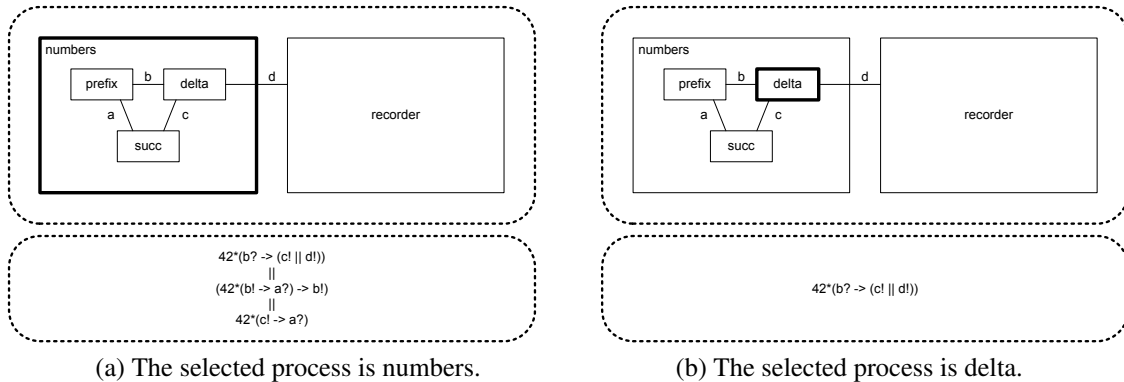 numbers
prefix
b
delta
d
a
c
succ
recorder
42*(b? -> (c! || d!))
||
(42*(b! -> a?) -> b!)
||
42*(c! -> a?)
(a) The selected process is numbers.
numbers
prefix
b
delta
d
a
c
succ
recorder
42*(b? -> (c! || d!))
(b) The selected process is delta.